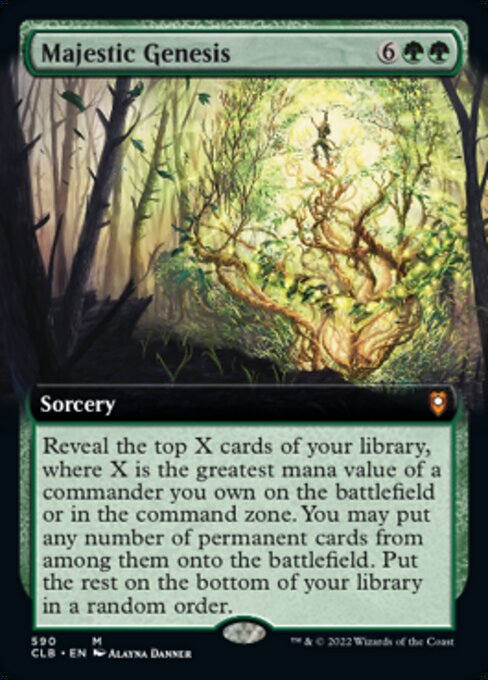 Majestic Genesis 6
Sorcery
Reveal the top X cards of your library,
where X is the greatest mana value of a
commander you own on the battlefield
or in the command zone. You may put
any number of permanent cards from
among them onto the battlefield. Put
the rest on the bottom of your library
in a random order.
590 M
CLB • EN ALAYNA DANNER
™ & © 2022 Wizards of the Coast